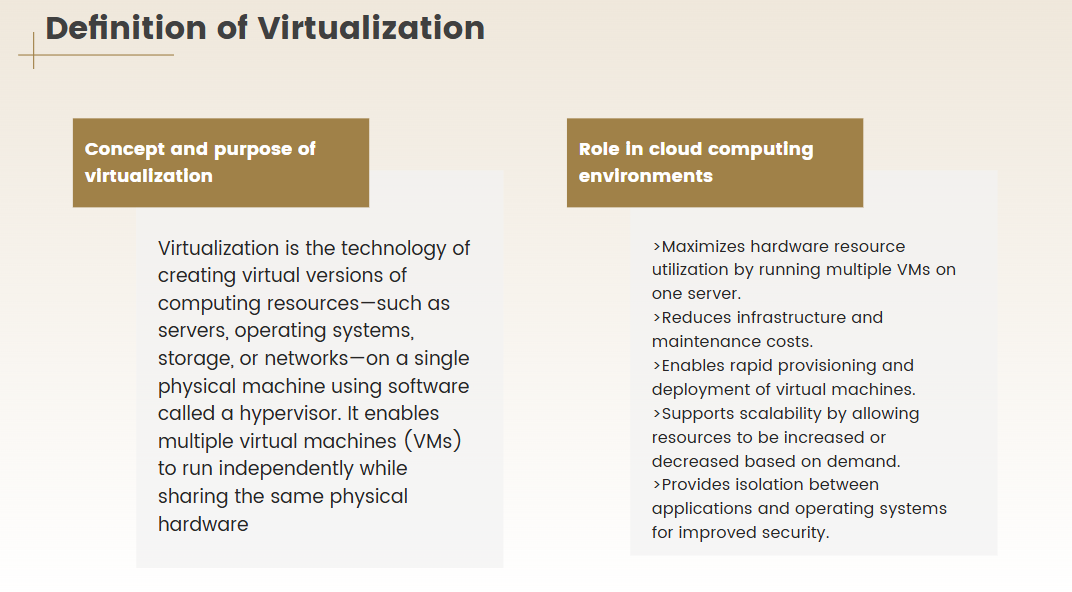 Definition of Virtualization
Concept and purpose of
virtualization
Virtualization is the technology of
creating virtual versions of
computing resources—such as
servers, operating systems,
storage, or networks—on a single
physical machine using software
called a hypervisor. It enables
multiple virtual machines (VMs)
to run independently while
sharing the same physical
hardware
Role in cloud computing
environments
>Maximizes hardware resource
utilization by running multiple VMs on
one server.
>Reduces infrastructure and
maintenance costs.
>Enables rapid provisioning and
deployment of virtual machines.
>Supports scalability by allowing
resources to be increased or
decreased based on demand.
>Provides isolation between
applications and operating systems
for improved security.